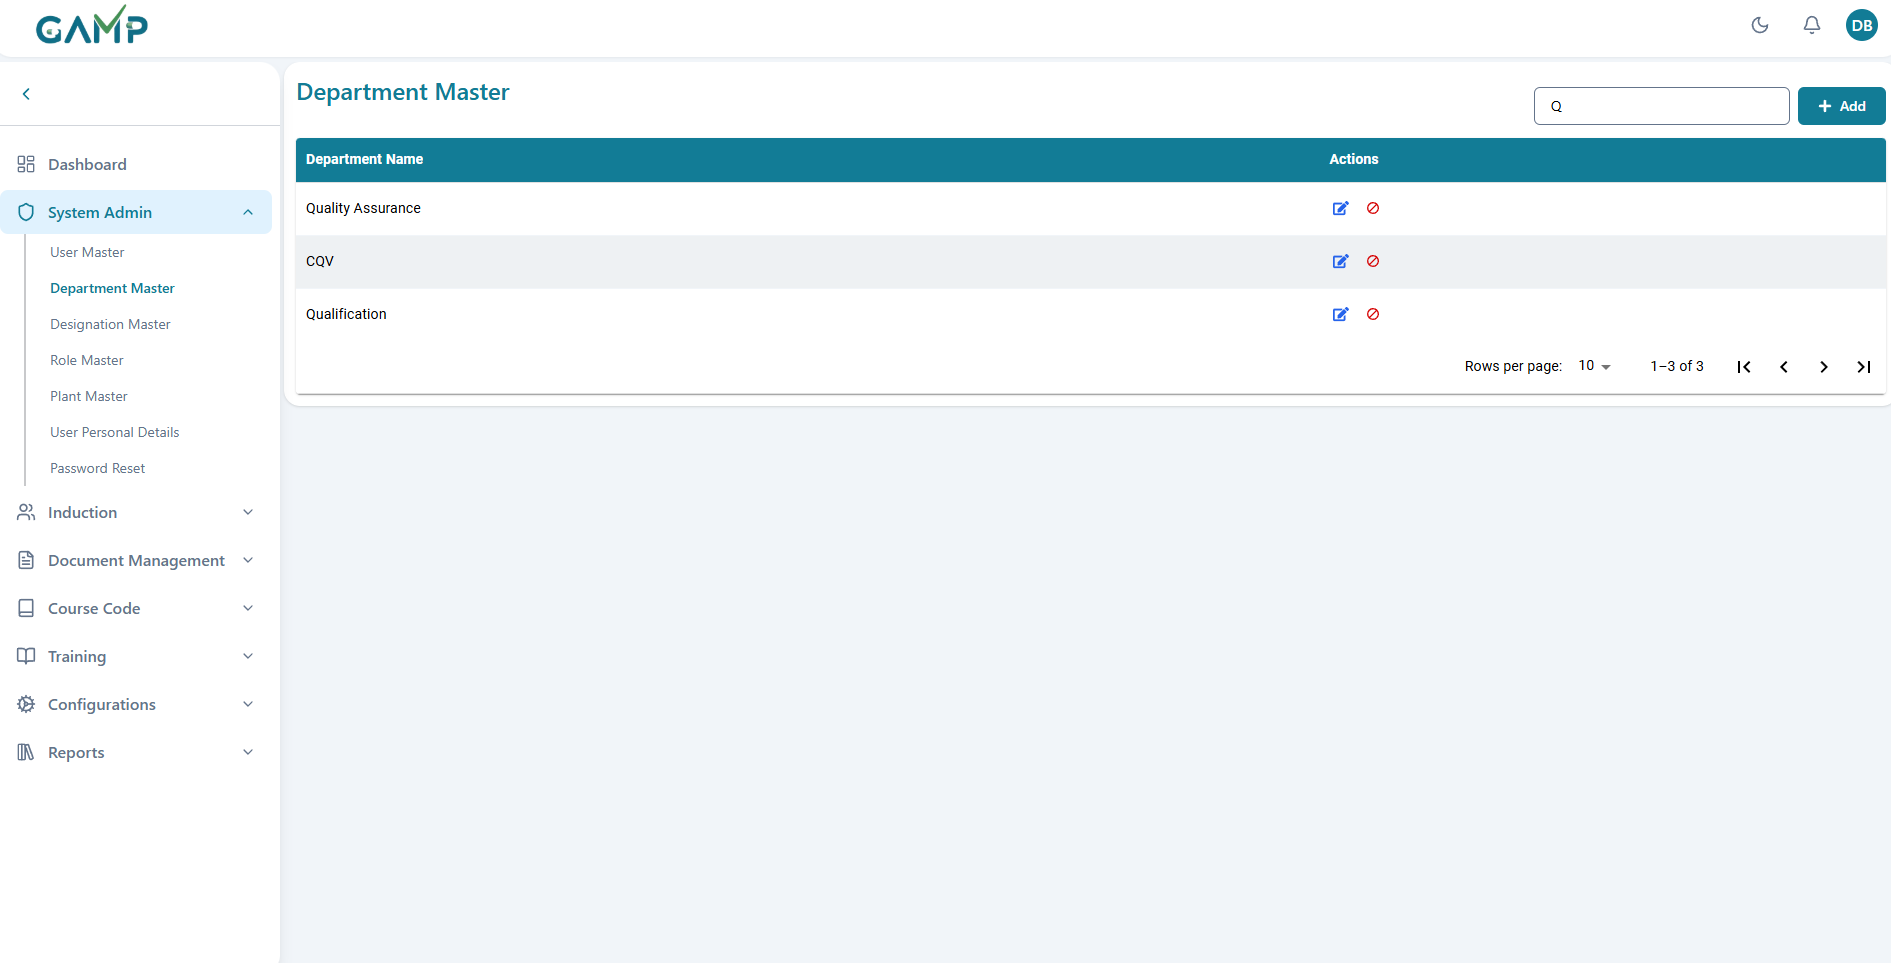 GAMP
DB
Department Master
Q
Add
Department Name
Actions
Quality Assurance
CQV
Qualification
Rows per page:
10
1–3 of 3
Dashboard
System Admin
User Master
Department Master
Designation Master
Role Master
Plant Master
User Personal Details
Password Reset
Induction
Document Management
Course Code
Training
Configurations
Reports